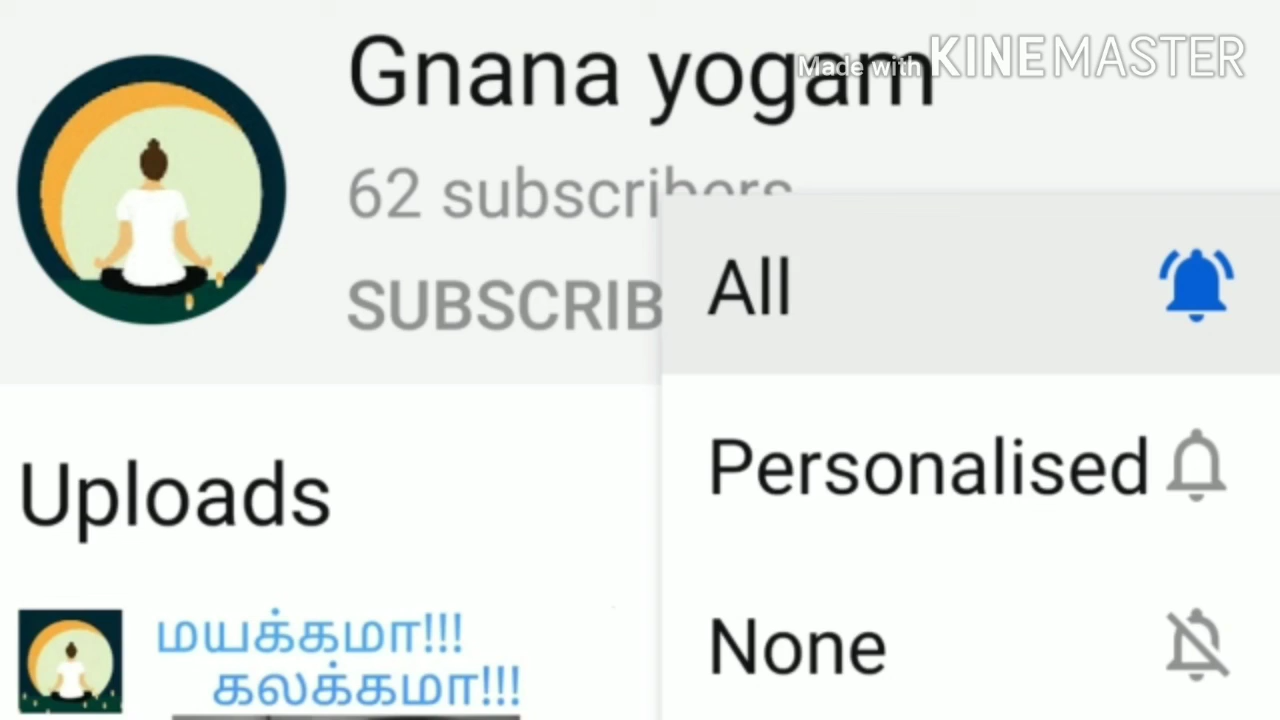 Gnana yogam
Made with KINEMASTER
62 subscribers
SUBSCRIB
All
Personalised
Uploads
None
மயக்கமா!!!
கலக்கமா!!!